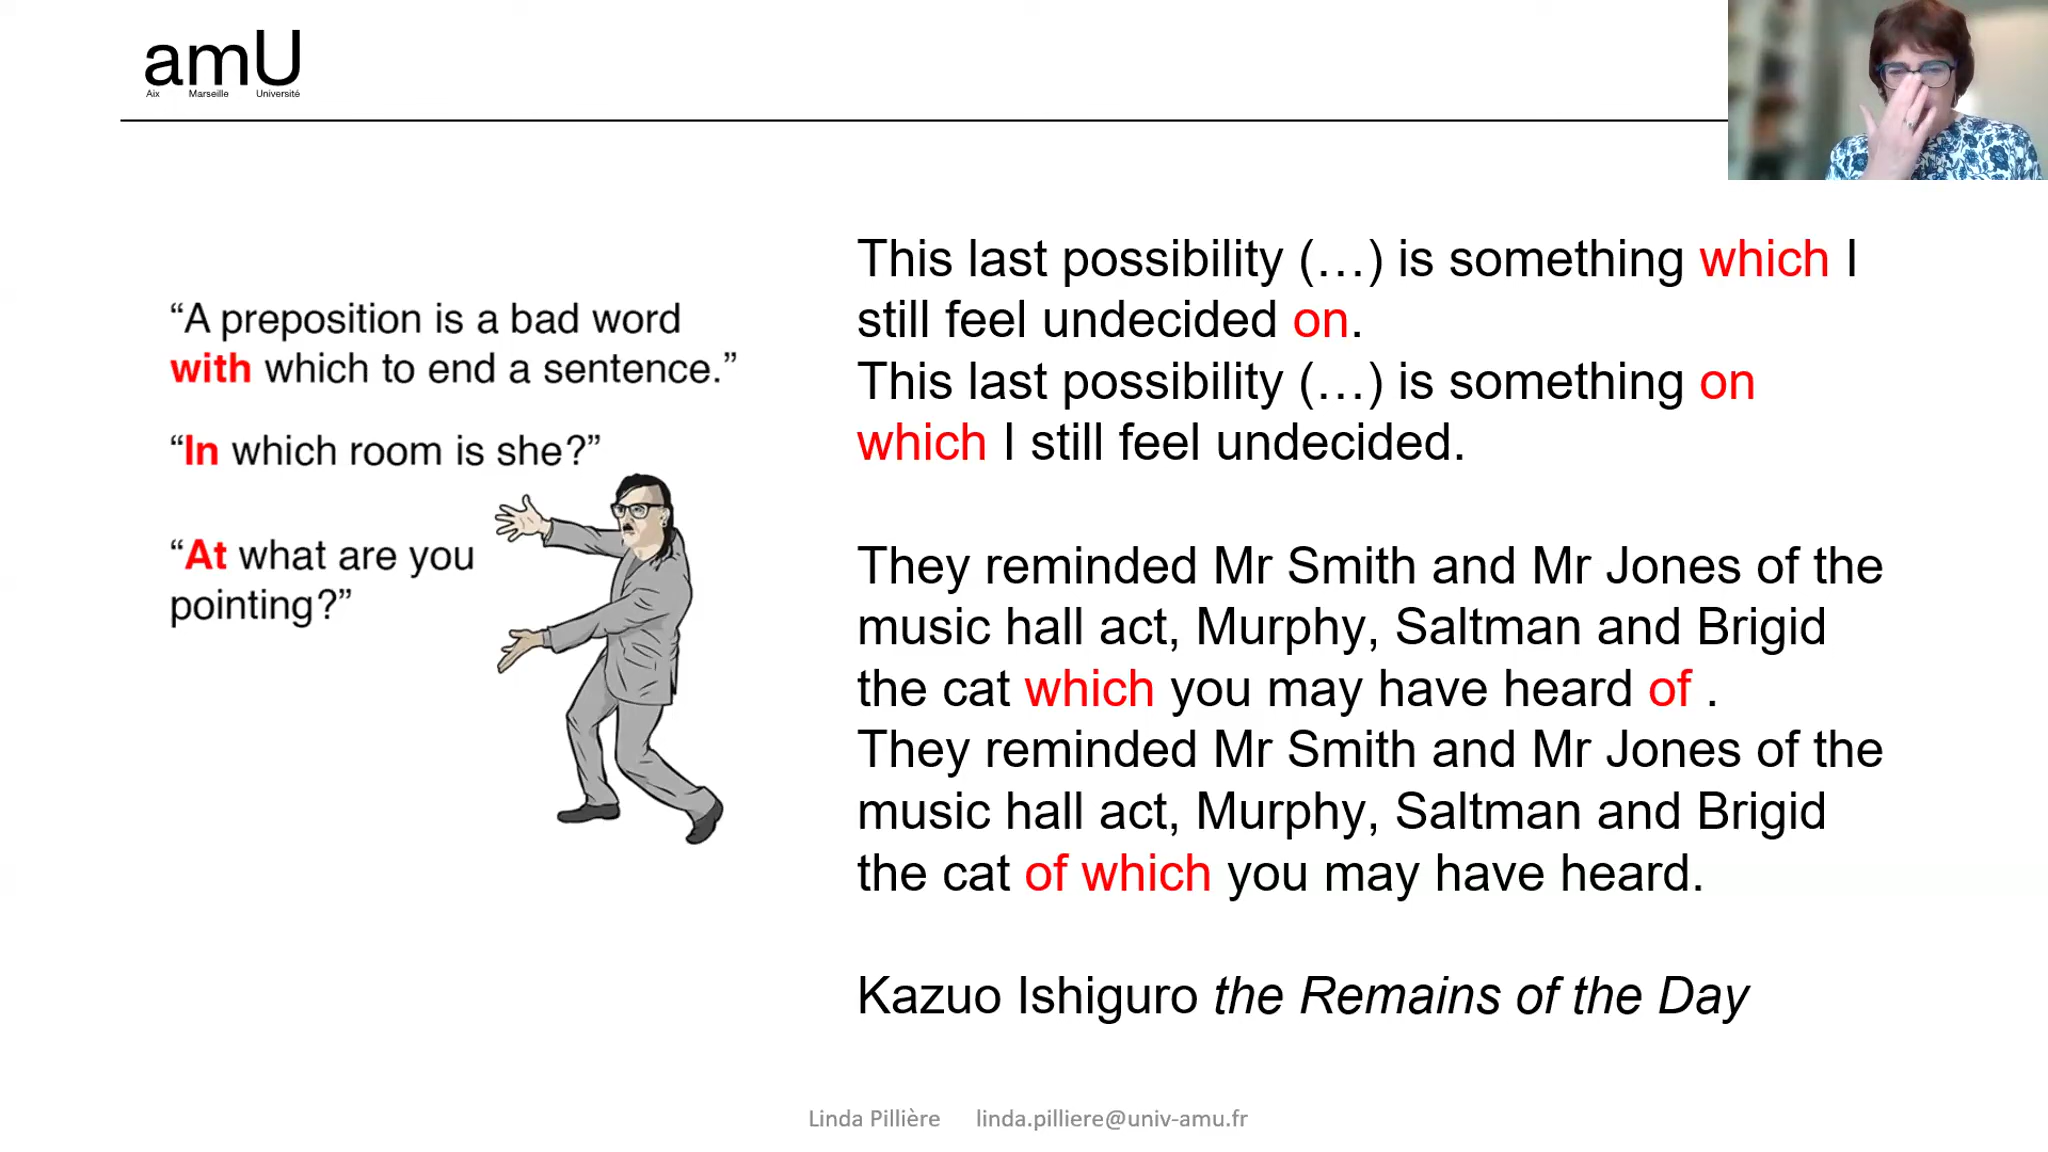 amU
Aix Marseille Université
“A preposition is a bad word
with which to end a sentence.”
“In which room is she?”
“At what are you
pointing?”
This last possibility (…) is something which I
still feel undecided on.
This last possibility (…) is something on
which I still feel undecided.
They reminded Mr Smith and Mr Jones of the
music hall act, Murphy, Saltman and Brigid
the cat which you may have heard of .
They reminded Mr Smith and Mr Jones of the
music hall act, Murphy, Saltman and Brigid
the cat of which you may have heard.
Kazuo Ishiguro the Remains of the Day
Linda Pillière linda.pilliere@univ-amu.fr